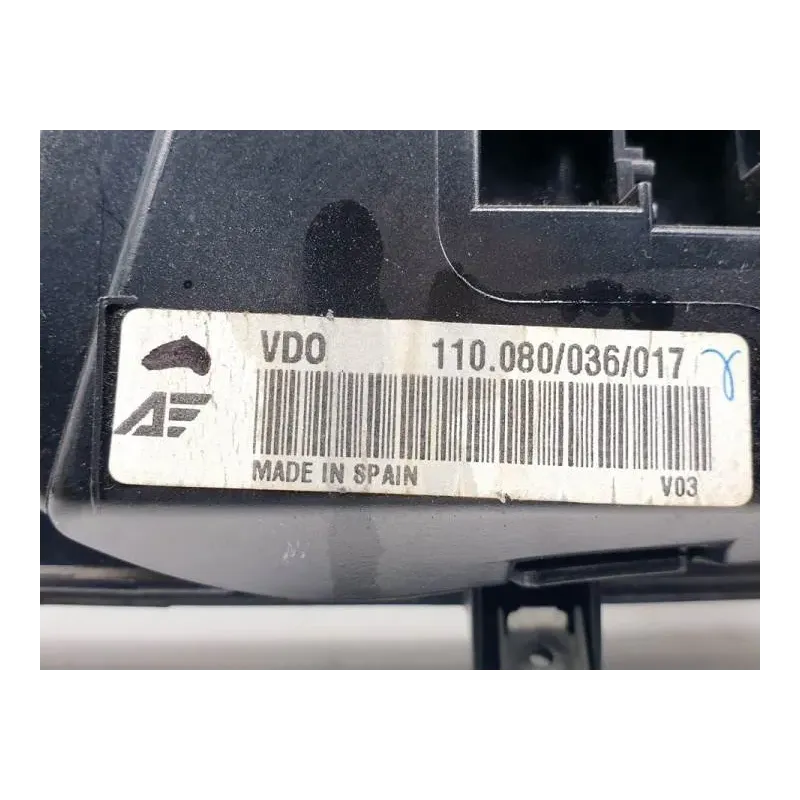 VDO 110.080/036/017
AE
MADE IN SPAIN V03